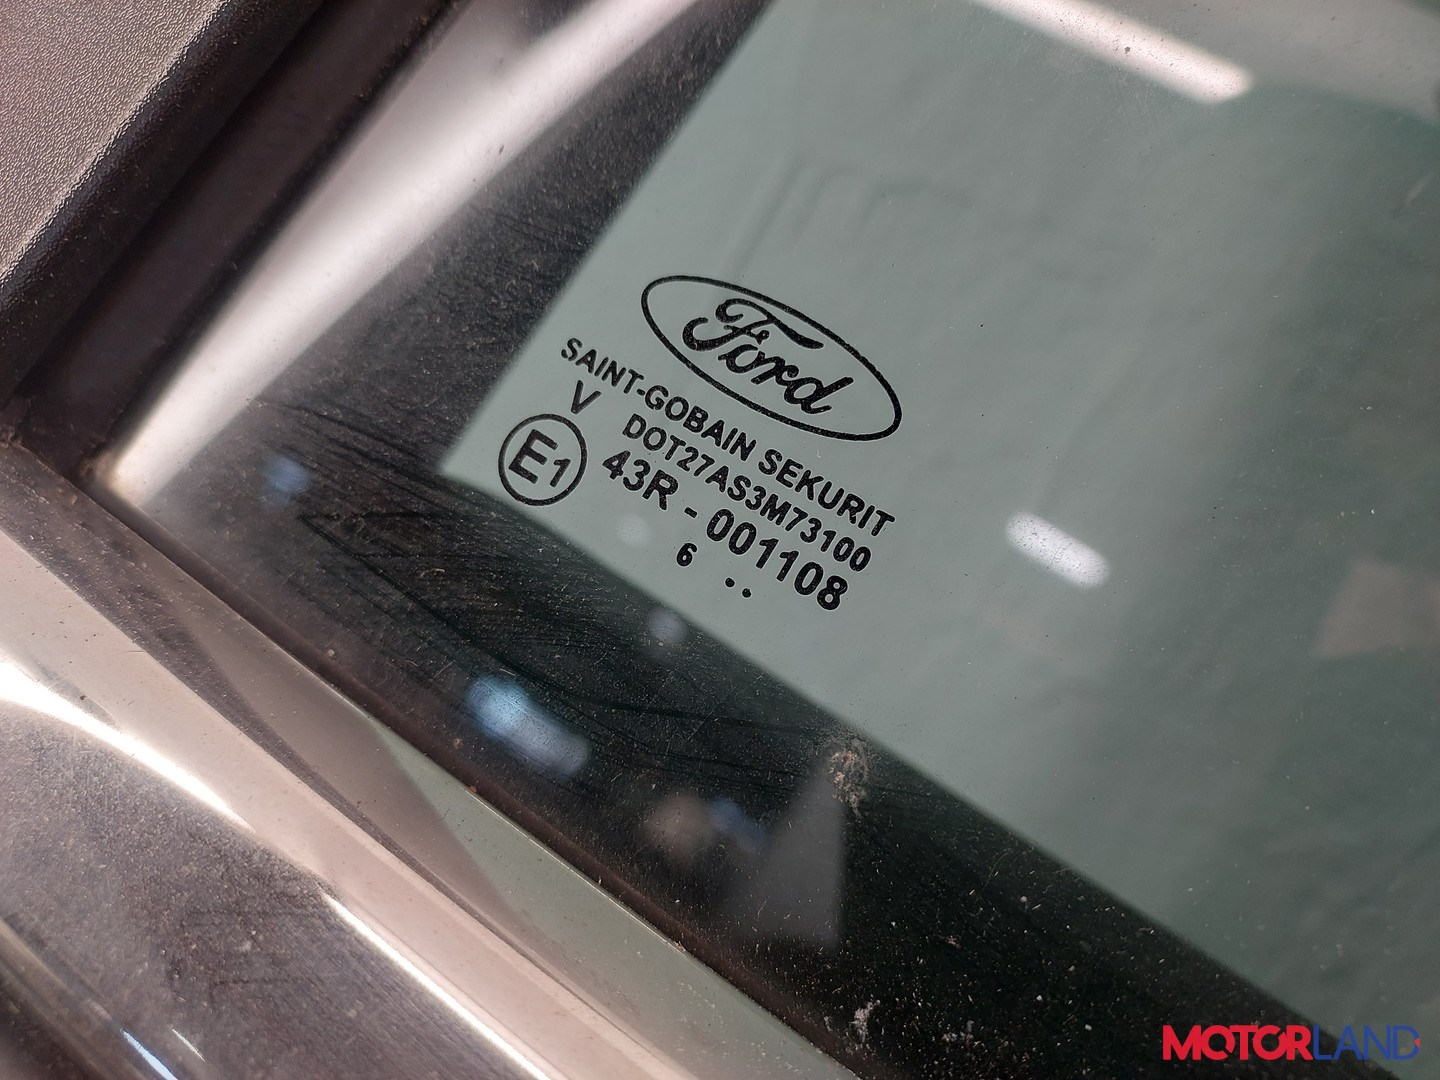 Ford
SAINT-GOBAIN SEKURIT
V DOT27AS3M73100
E1 43R - 001108
6 ..
MOTORLAND